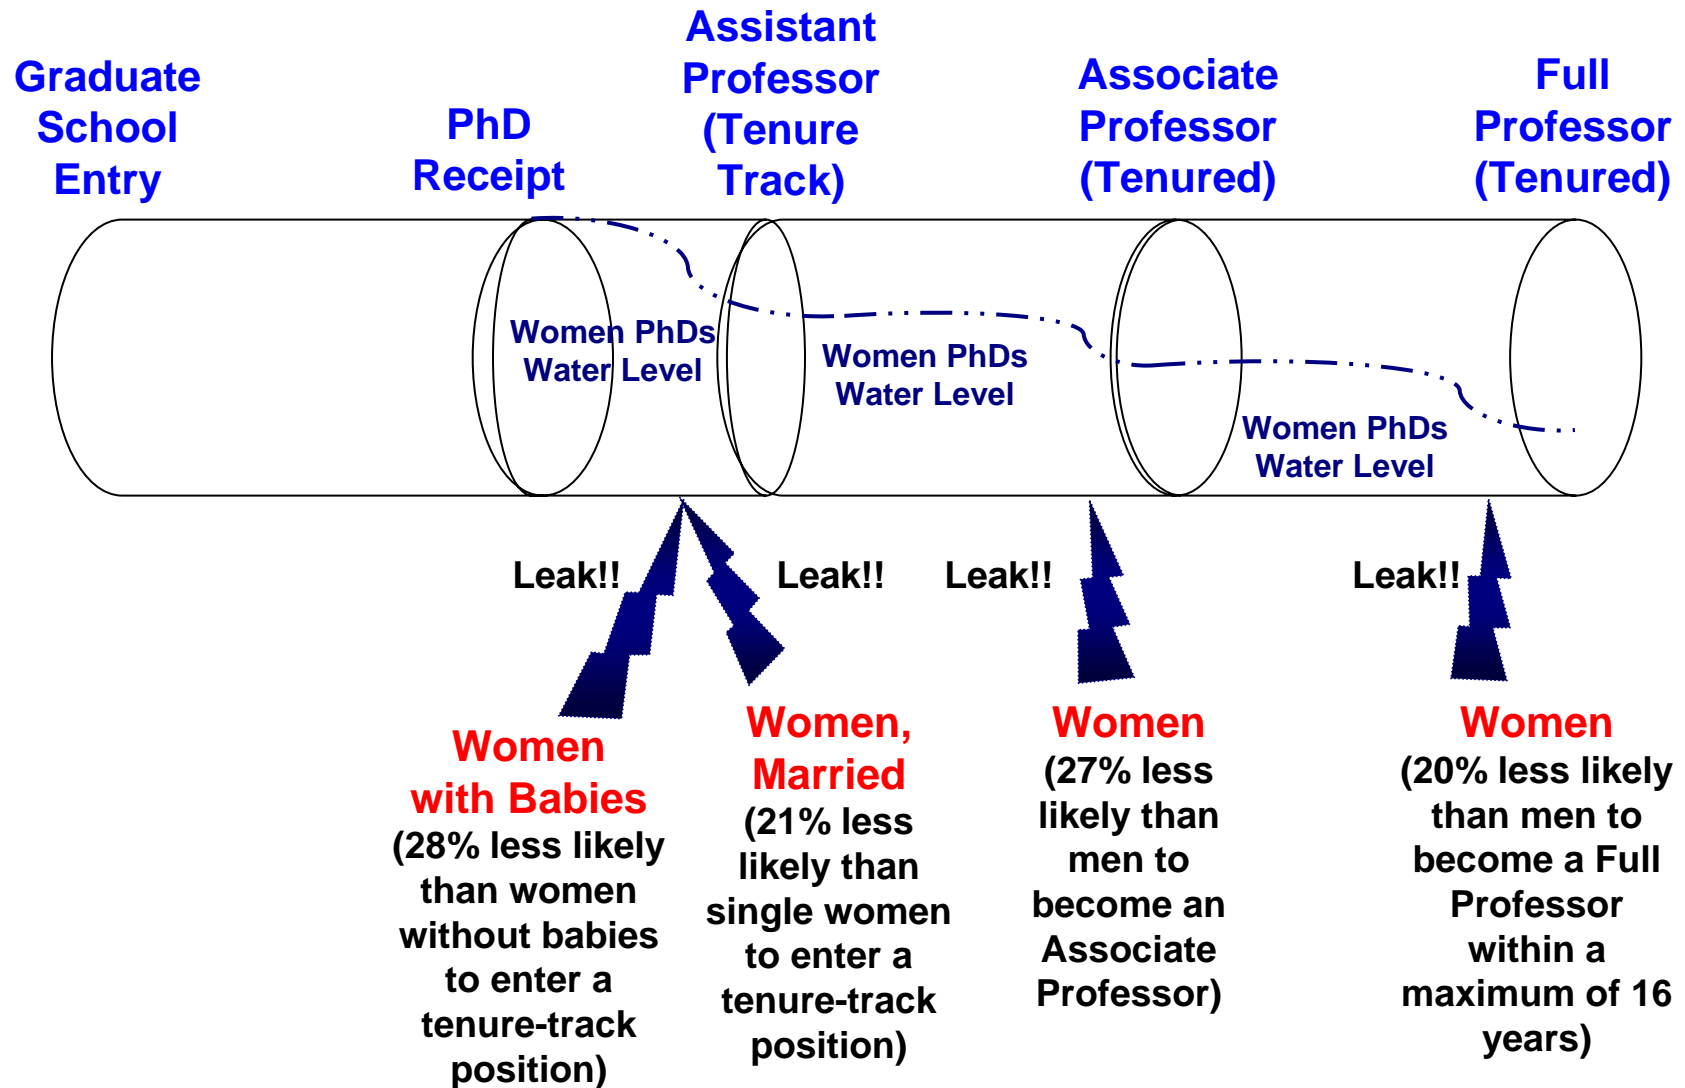 Graduate
School
Entry
PhD
Receipt
Assistant
Professor
(Tenure
Track)
Associate
Professor
(Tenured)
Full
Professor
(Tenured)
Women PhDs
Water Level
Women PhDs
Water Level
Women PhDs
Water Level
Leak!!
Leak!!
Leak!!
Leak!!
Women
with Babies
(28% less likely
than women
without babies
to enter a
tenure-track
position)
Women,
Married
(21% less
likely than
single women
to enter a
tenure-track
position)
Women
(27% less
likely than
men to
become an
Associate
Professor)
Women
(20% less likely
than men to
become a Full
Professor
within a
maximum of 16
years)